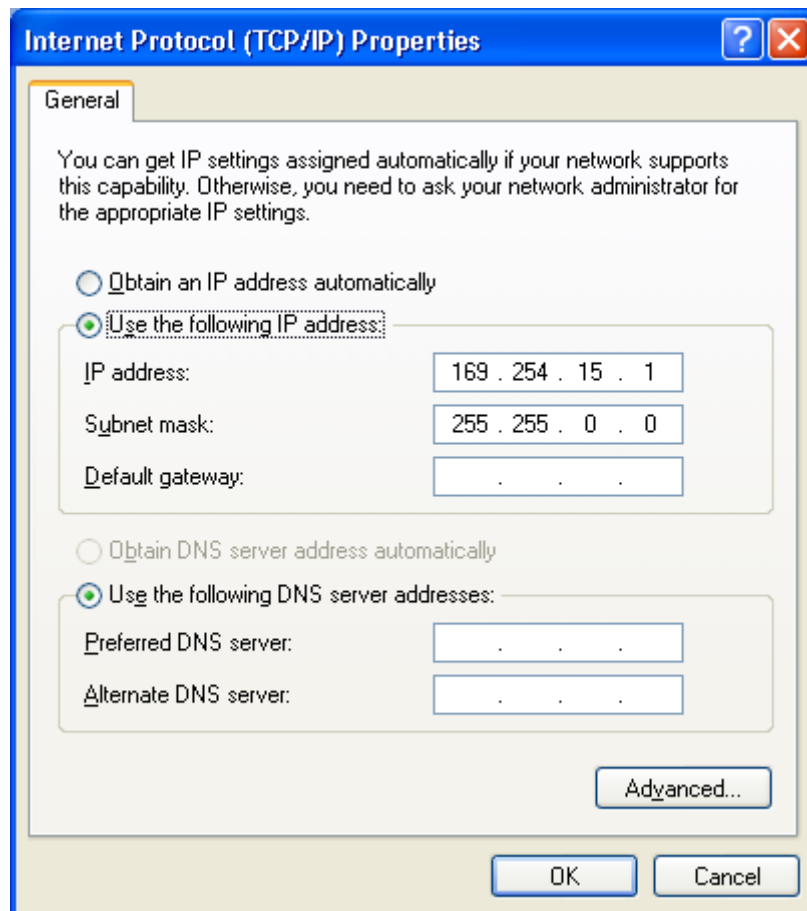 Internet Protocol (TCP/IP) Properties
General
You can get IP settings assigned automatically if your network supports
this capability. Otherwise, you need to ask your network administrator for
the appropriate IP settings.
Obtain an IP address automatically
Use the following IP address:
IP address: 169 . 254 . 15 . 1
Subnet mask: 255 . 255 . 0 . 0
Default gateway: . . .
Obtain DNS server address automatically
Use the following DNS server addresses:
Preferred DNS server: . . .
Alternate DNS server: . . .
Advanced...
OK Cancel